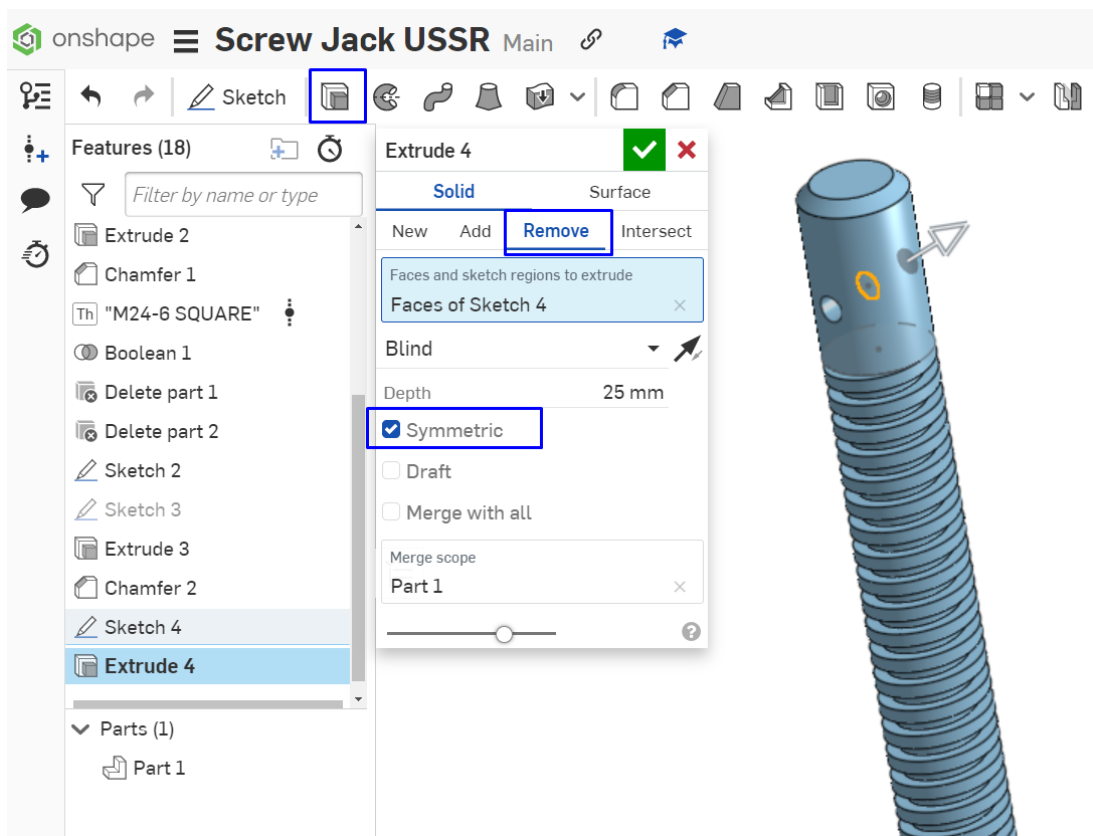 onshape Screw Jack USSR Main
Sketch
Features (18)
Filter by name or type
Extrude 2
Chamfer 1
Th "M24-6 SQUARE"
Boolean 1
Delete part 1
Delete part 2
Sketch 2
Sketch 3
Extrude 3
Chamfer 2
Sketch 4
Extrude 4
Parts (1)
Part 1
Extrude 4
Solid Surface
New Add Remove Intersect
Faces and sketch regions to extrude
Faces of Sketch 4
Blind
Depth 25 mm
Symmetric
Draft
Merge with all
Merge scope
Part 1